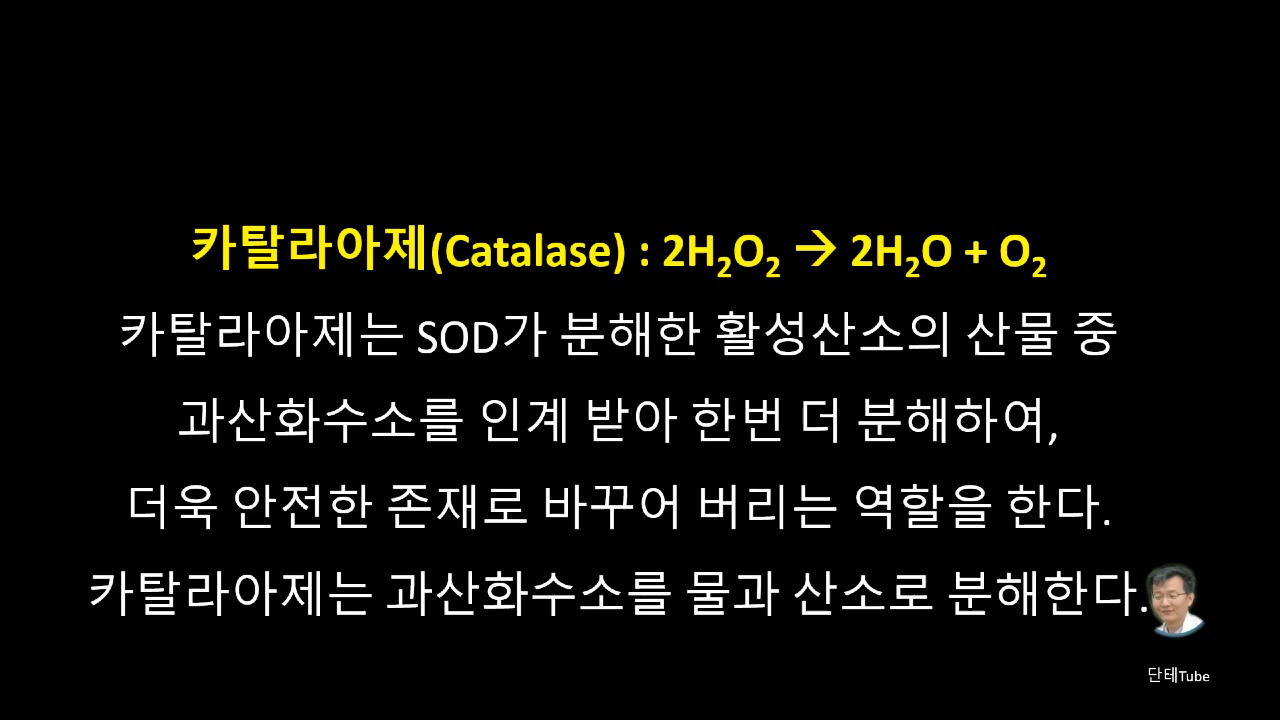 카탈라아제(Catalase) : 2H₂O₂ → 2H₂O + O₂
카탈라아제는 SOD가 분해한 활성산소의 산물 중
과산화수소를 인계 받아 한번 더 분해하여,
더욱 안전한 존재로 바꾸어 버리는 역할을 한다.
카탈라아제는 과산화수소를 물과 산소로 분해한다.
단테Tube